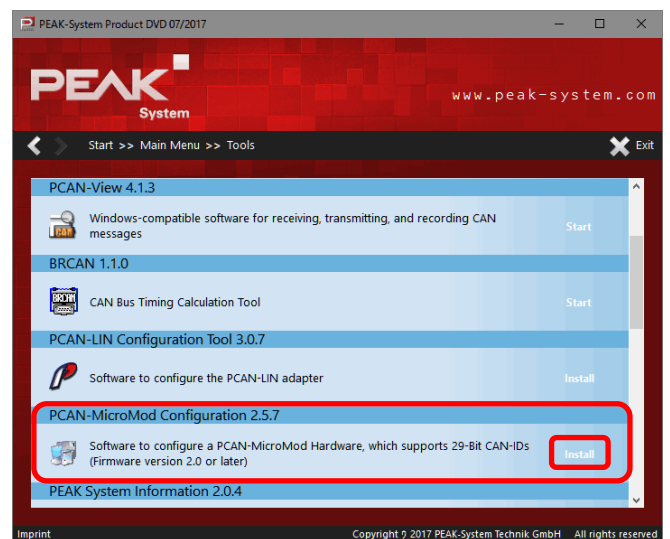 PEAK-System Product DVD 07/2017
PEAK
System
www.peak-system.com
Start >> Main Menu >> Tools
Exit
PCAN-View 4.1.3
Windows-compatible software for receiving, transmitting, and recording CAN
messages
Start
BRCAN 1.1.0
BRCAN
CAN Bus Timing Calculation Tool
Start
PCAN-LIN Configuration Tool 3.0.7
Software to configure the PCAN-LIN adapter
Install
PCAN-MicroMod Configuration 2.5.7
Software to configure a PCAN-MicroMod Hardware, which supports 29-Bit CAN-IDs
(Firmware version 2.0 or later)
Install
PEAK System Information 2.0.4
Imprint
Copyright 9 2017 PEAK-System Technik GmbH All rights reserved